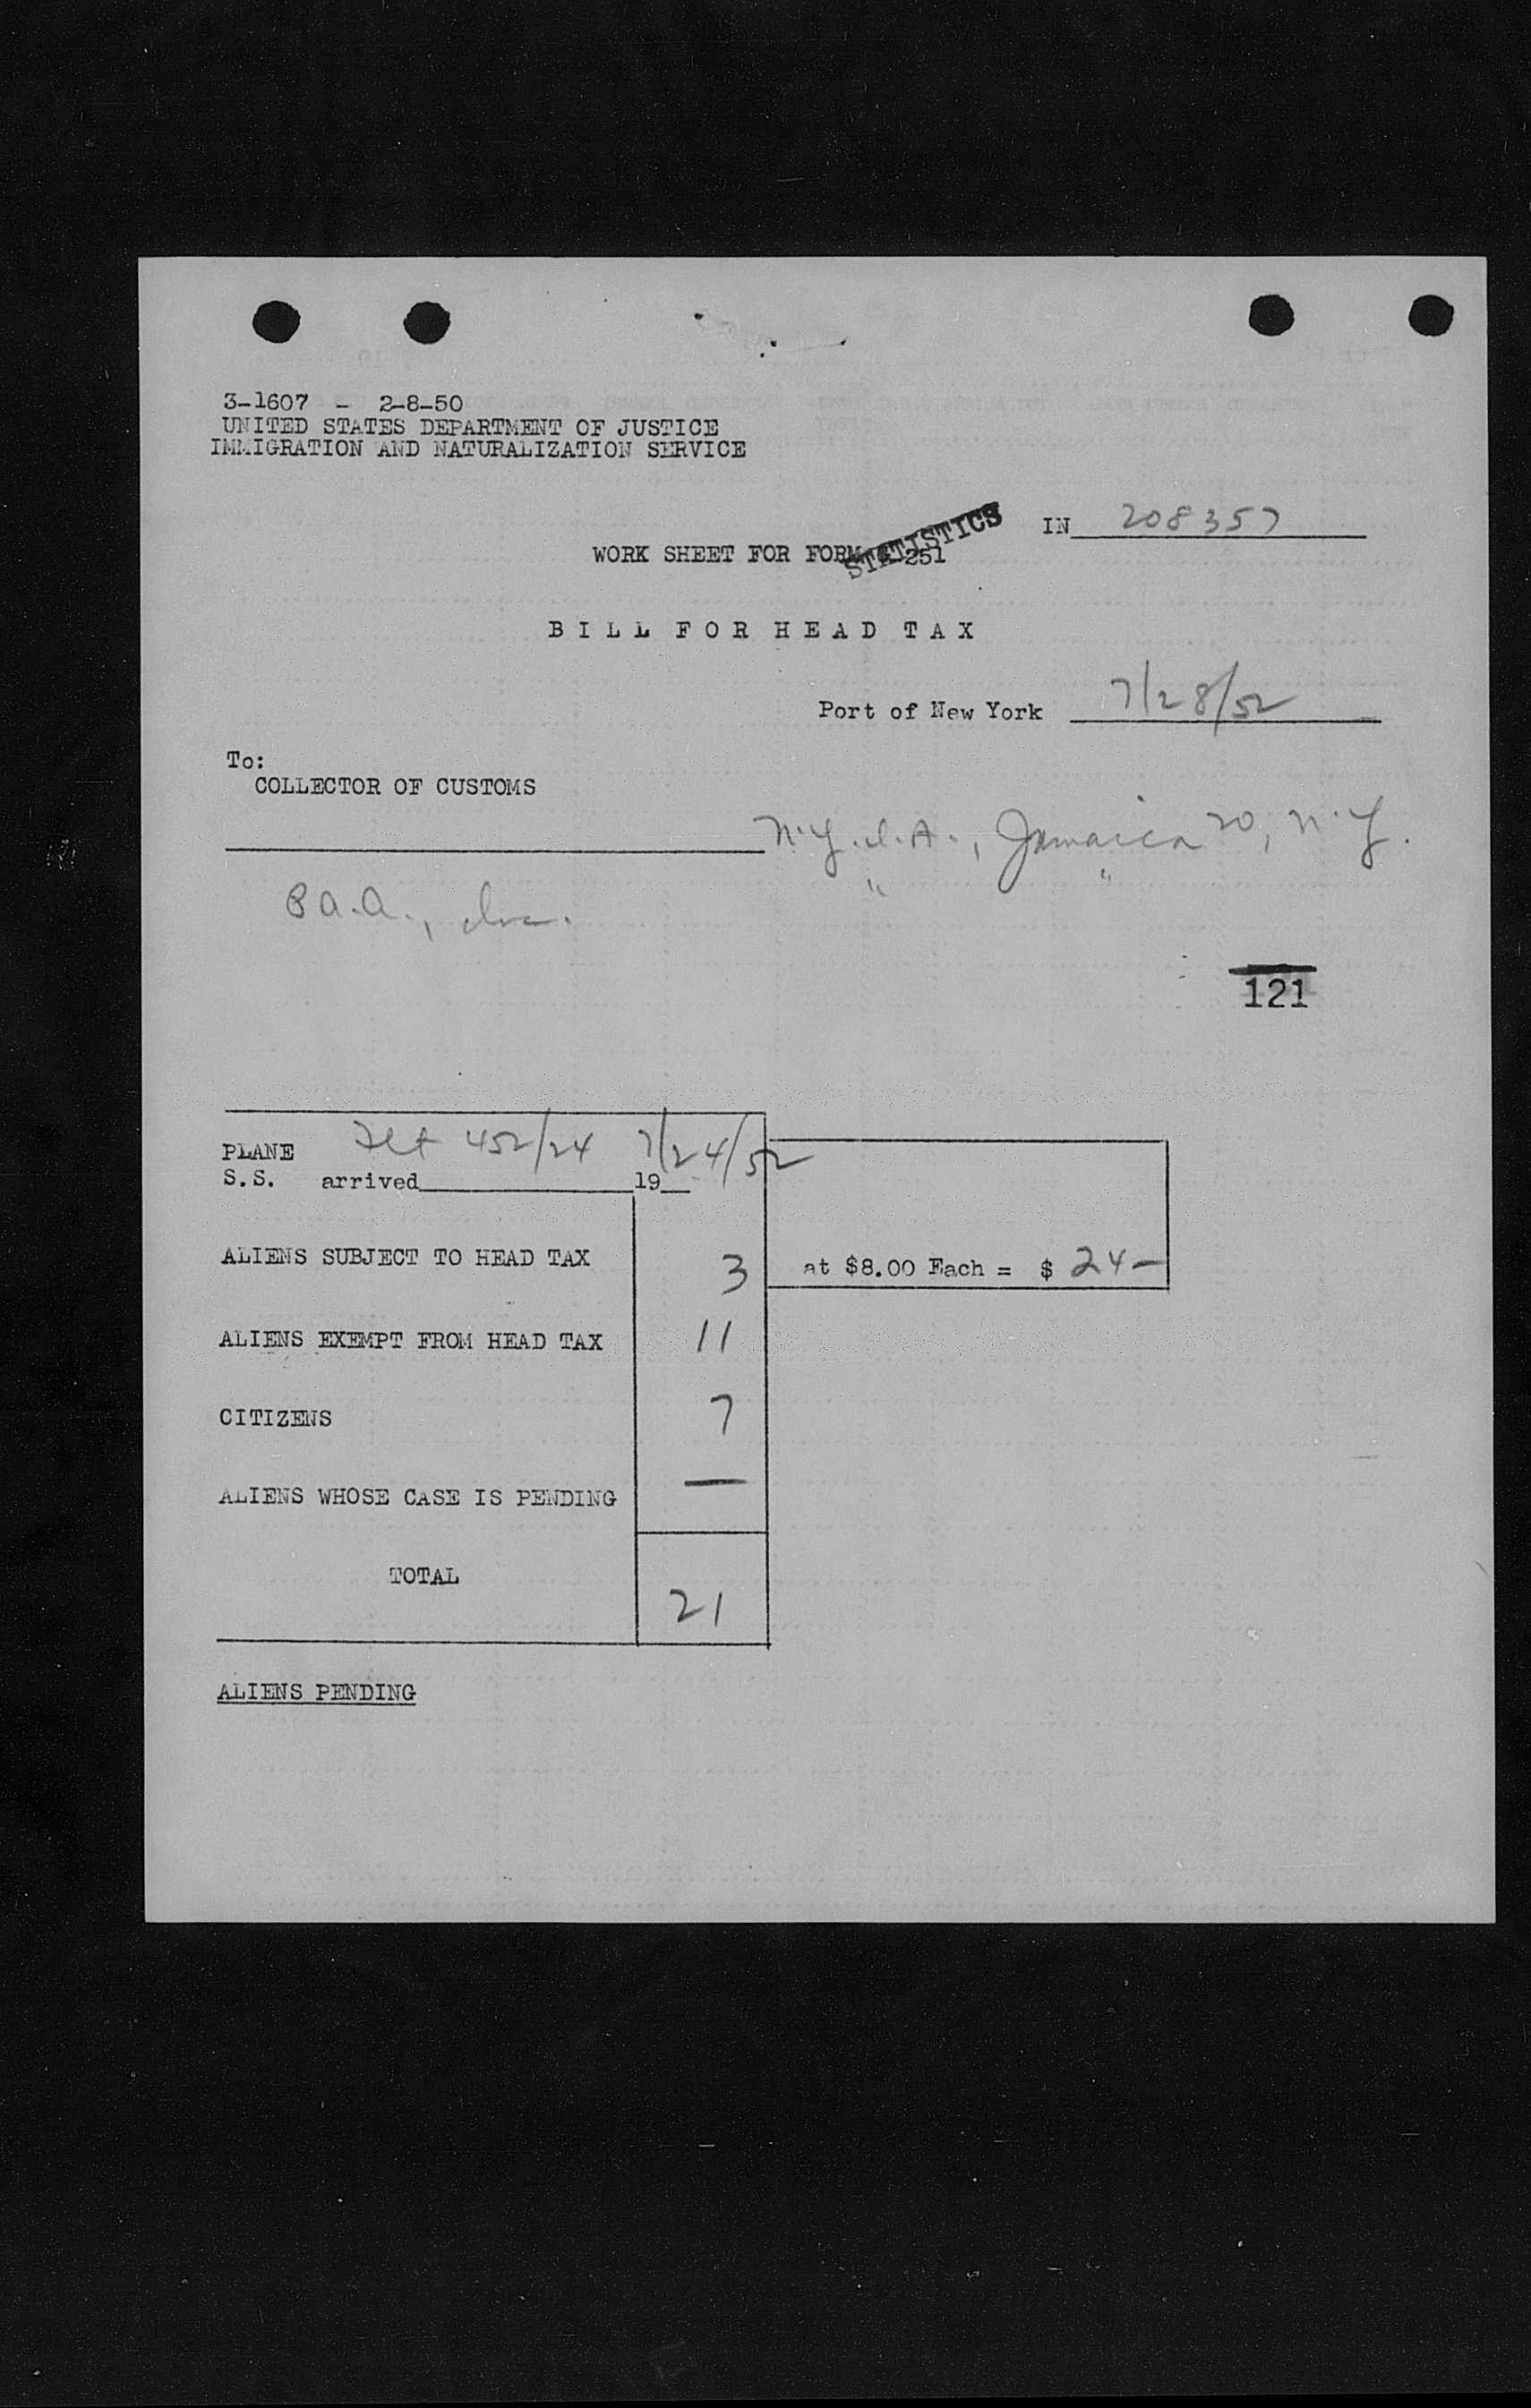 3-1607 - 2-8-50
UNITED STATES DEPARTMENT OF JUSTICE
IMMIGRATION AND NATURALIZATION SERVICE
IN 208357
STATISTICS
WORK SHEET FOR FORM 251
BILL FOR HEAD TAX
Port of New York 7/28/52
To:
COLLECTOR OF CUSTOMS
N.Y.I.A., Jamaica 20, N.Y.
" "
P.A.A., Inc.
121
PLANE Flt 452/24 7/24/52
S.S. arrived 19
ALIENS SUBJECT TO HEAD TAX 3 at $8.00 Each = $ 24-
ALIENS EXEMPT FROM HEAD TAX 11
CITIZENS 7
ALIENS WHOSE CASE IS PENDING —
TOTAL 21
ALIENS PENDING